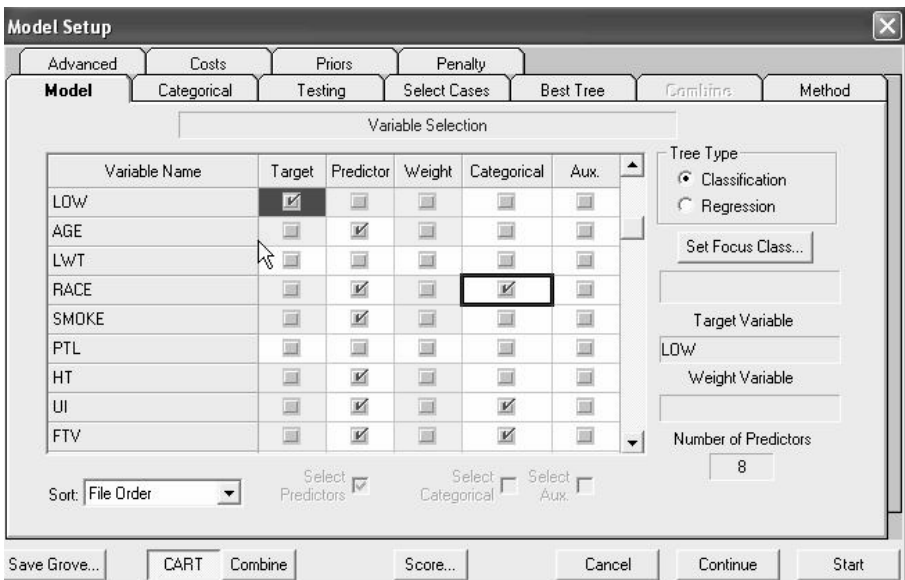 Model Setup
Advanced Costs Priors Penalty
Model Categorical Testing Select Cases Best Tree Combine Method
Variable Selection
Variable Name Target Predictor Weight Categorical Aux.
LOW
AGE
LWT
RACE
SMOKE
PTL
HT
UI
FTV
Sort: File Order
Select Predictors
Select Categorical
Select Aux.
Tree Type
Classification
Regression
Set Focus Class...
Target Variable
LOW
Weight Variable
Number of Predictors
8
Save Grove... CART Combine Score... Cancel Continue Start